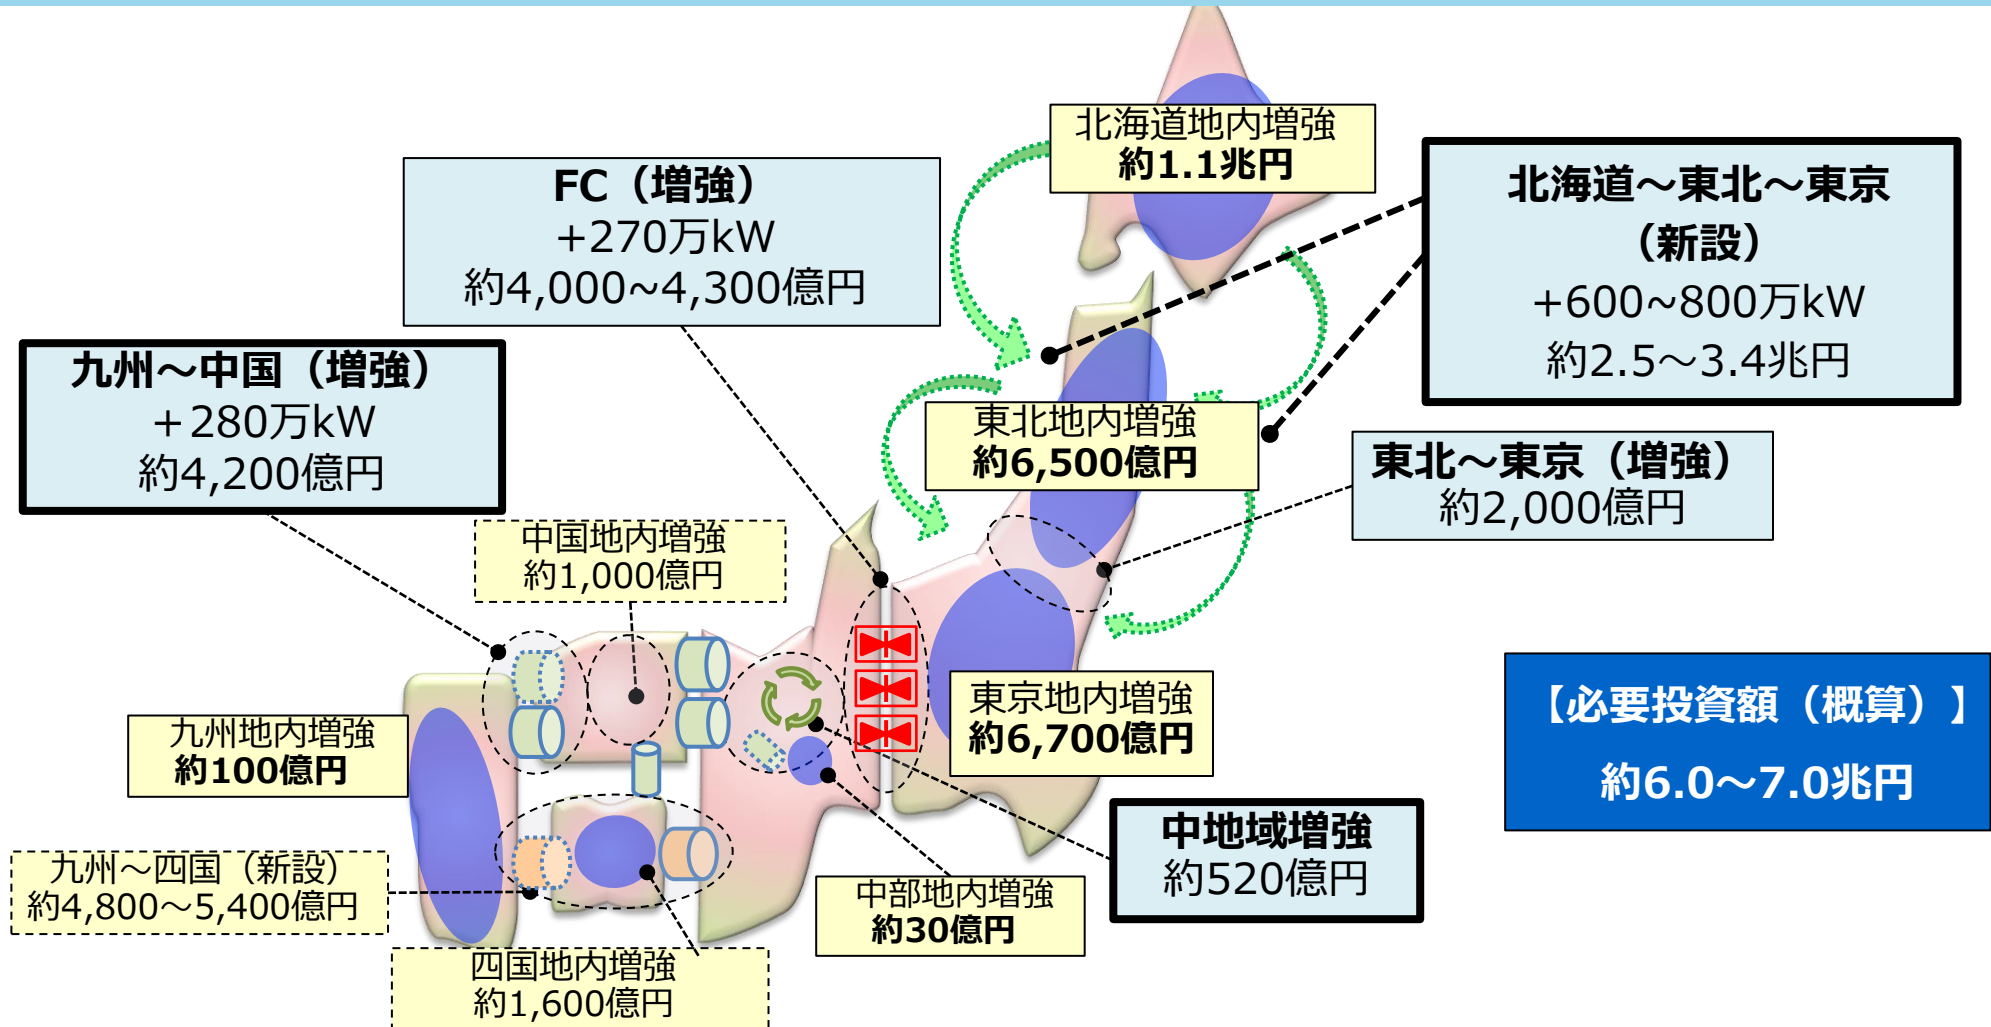 北海道地内増強
約1.1兆円
北海道～東北～東京
（新設）
+600~800万kW
約2.5～3.4兆円
FC（増強）
+270万kW
約4,000~4,300億円
九州～中国（増強）
＋280万kW
約4,200億円
東北地内増強
約6,500億円
東北～東京（増強）
約2,000億円
中国地内増強
約1,000億円
東京地内増強
約6,700億円
【必要投資額（概算）】
約6.0～7.0兆円
九州地内増強
約100億円
中地域増強
約520億円
九州～四国（新設）
約4,800～5,400億円
中部地内増強
約30億円
四国地内増強
約1,600億円